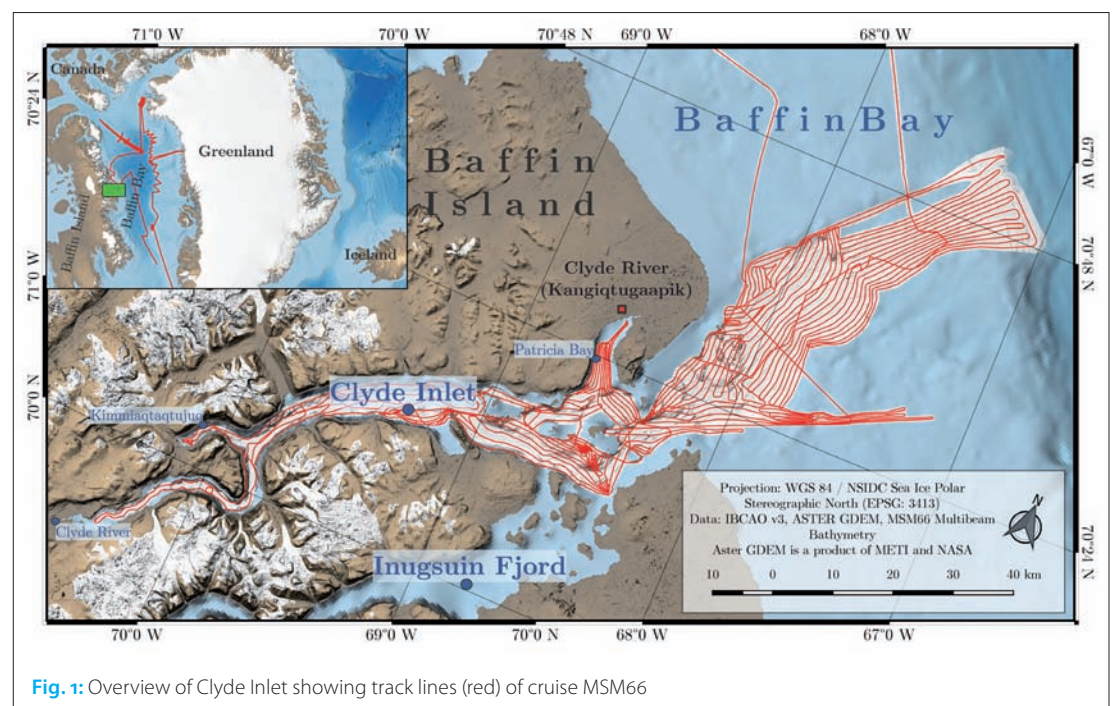 71°0 W
70°0 W
70°48 N
69°0 W
68°0 W
70°24 N
71°0 W
70°0 N
67°0 W
70°48 N
70°24 N
Canada
Greenland
Baffin Bay
Baffin Island
Iceland
Baffin
Island
Baffin Bay
Clyde River
(Kangiqtugaapik)
Patricia Bay
Clyde Inlet
Kimmiaqtaqtujuq
Clyde River
Inugsuin Fjord
Projection: WGS 84 / NSIDC Sea Ice Polar
Stereographic North (EPSG: 3413)
Data: IBCAO v3, ASTER GDEM, MSM66 Multibeam
Bathymetry
Aster GDEM is a product of METI and NASA
N
10 0 10 20 30 40 km
70°0 W
69°0 W
70°0 N
68°0 W
67°0 W
Fig. 1: Overview of Clyde Inlet showing track lines (red) of cruise MSM66